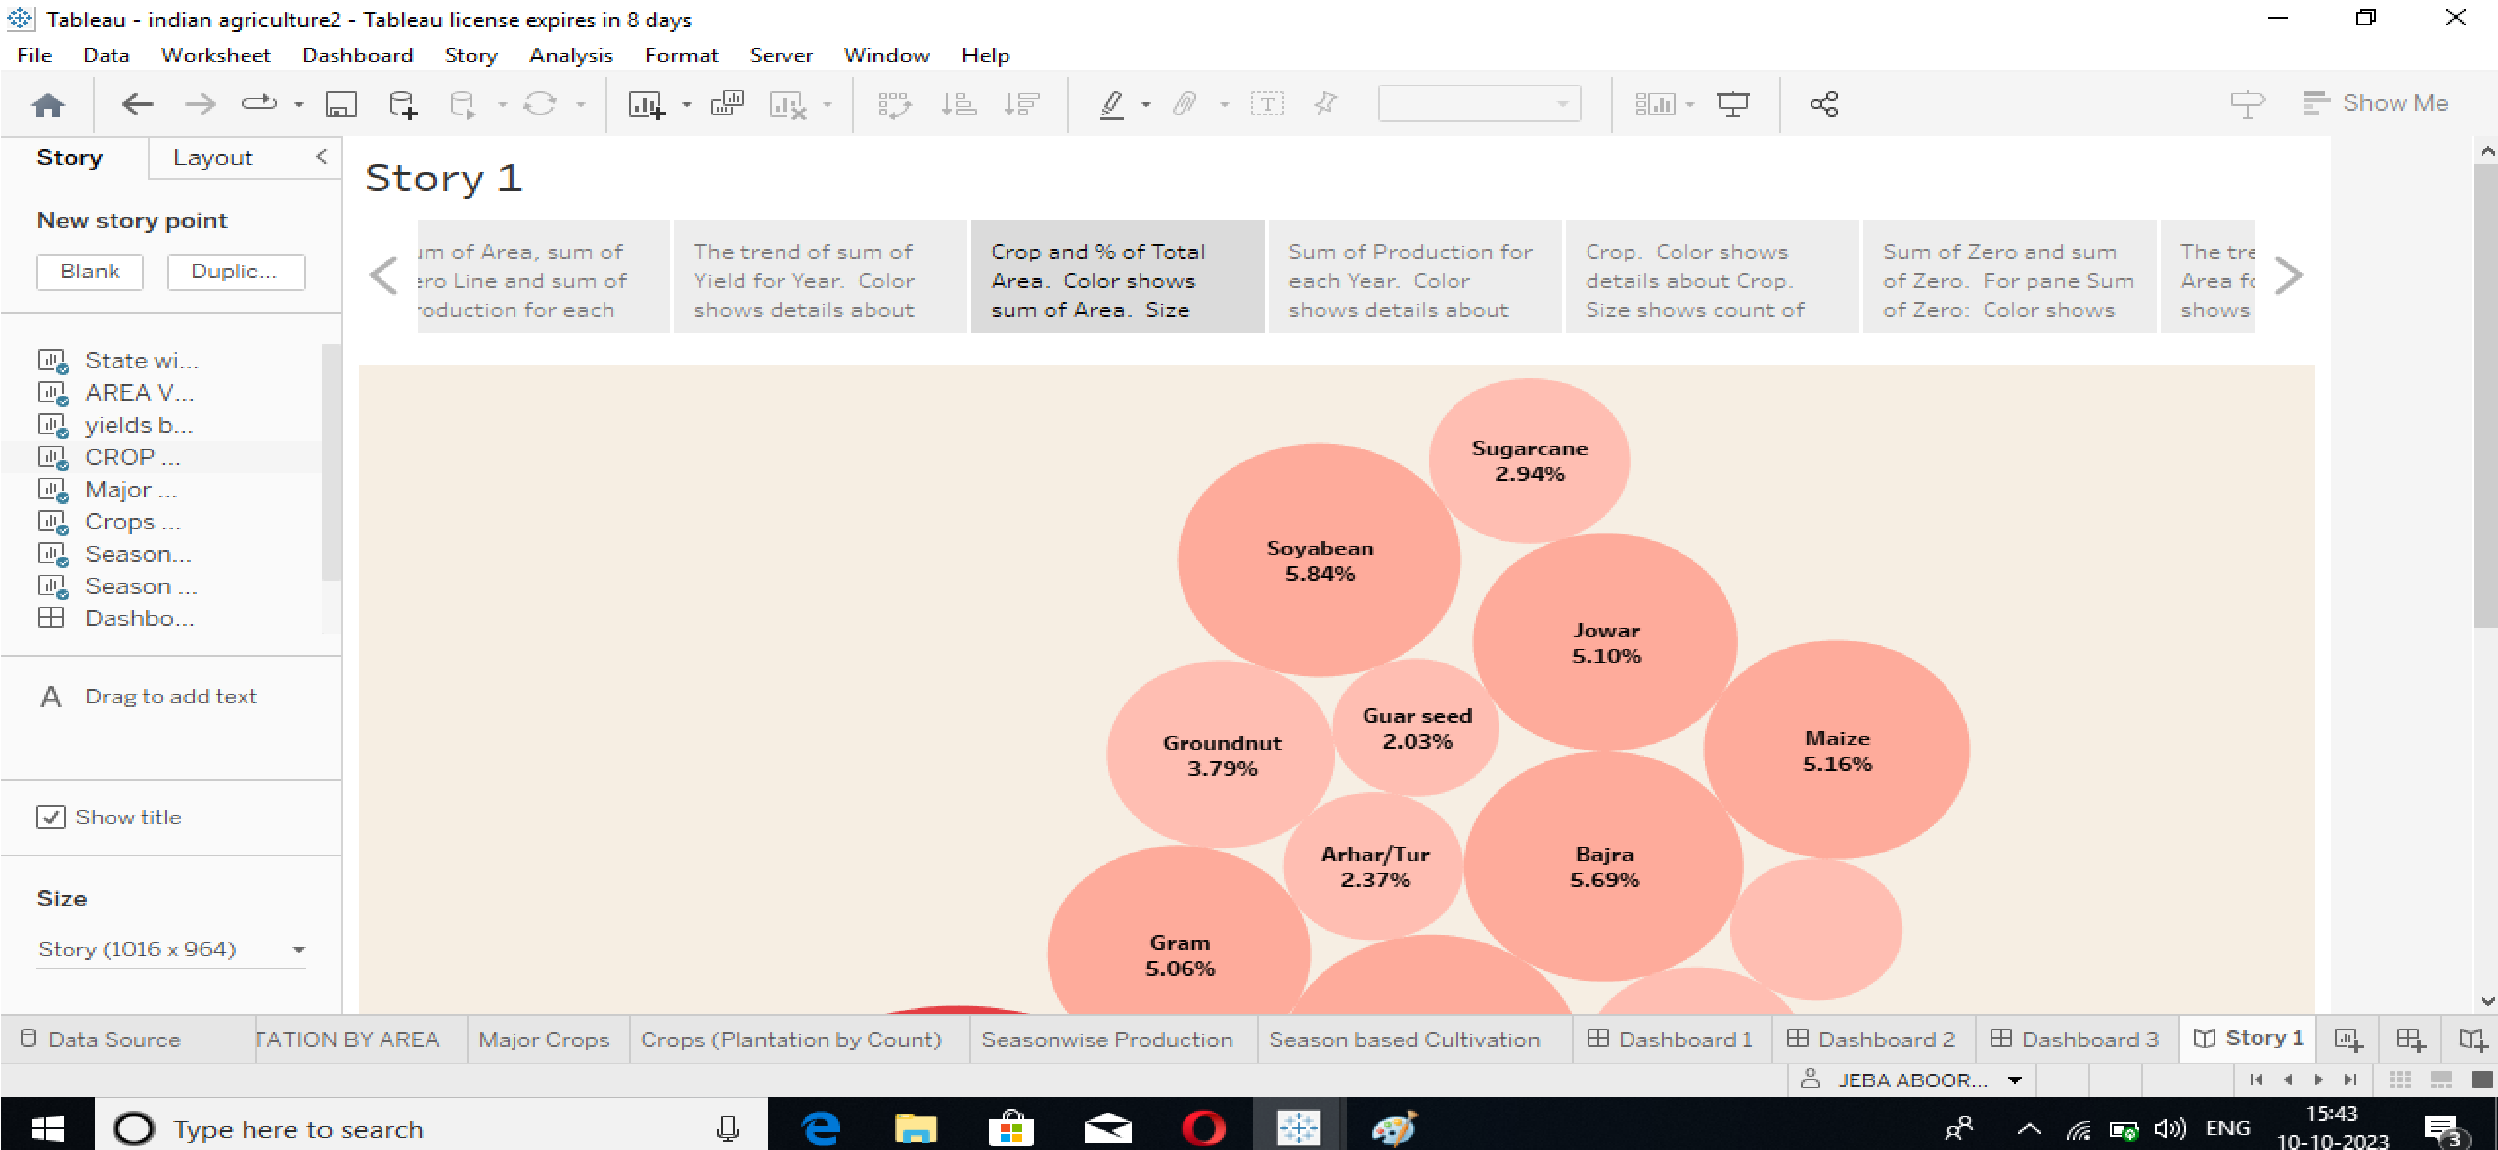 Tableau - indian agriculture2 - Tableau license expires in 8 days
File Data Worksheet Dashboard Story Analysis Format Server Window Help
Show Me
Story Layout
New story point
Blank Duplic...
State wi...
AREA V...
yields b...
CROP ...
Major ...
Crops ...
Season...
Season ...
Dashbo...
A Drag to add text
Show title
Size
Story (1016 x 964)
Story 1
um of Area, sum of
ero Line and sum of
roduction for each
The trend of sum of
Yield for Year. Color
shows details about
Crop and % of Total
Area. Color shows
sum of Area. Size
Sum of Production for
each Year. Color
shows details about
Crop. Color shows
details about Crop.
Size shows count of
Sum of Zero and sum
of Zero. For pane Sum
of Zero: Color shows
The tre
Area fo
shows
Sugarcane
2.94%
Soyabean
5.84%
Jowar
5.10%
Guar seed
2.03%
Groundnut
3.79%
Maize
5.16%
Arhar/Tur
2.37%
Bajra
5.69%
Gram
5.06%
Data Source TATION BY AREA Major Crops Crops (Plantation by Count) Seasonwise Production Season based Cultivation Dashboard 1 Dashboard 2 Dashboard 3 Story 1
JEBA ABOOR...
Type here to search
ENG
15:43
10-10-2023
3